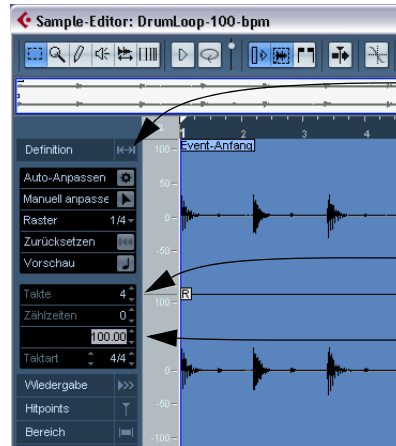 Sample-Editor: DrumLoop-100-bpm
1 2 3 4
Definition
Event-Anfang
100
Auto-Anpassen
50
Manuell anpasse
Raster 1/4
0
Zurücksetzen
-50
Vorschau
Takte 4
100
R
Zählzeiten 0
100.00
Taktart 4/4
Wiedergabe
0
Hitpoints
-50
Bereich
-100